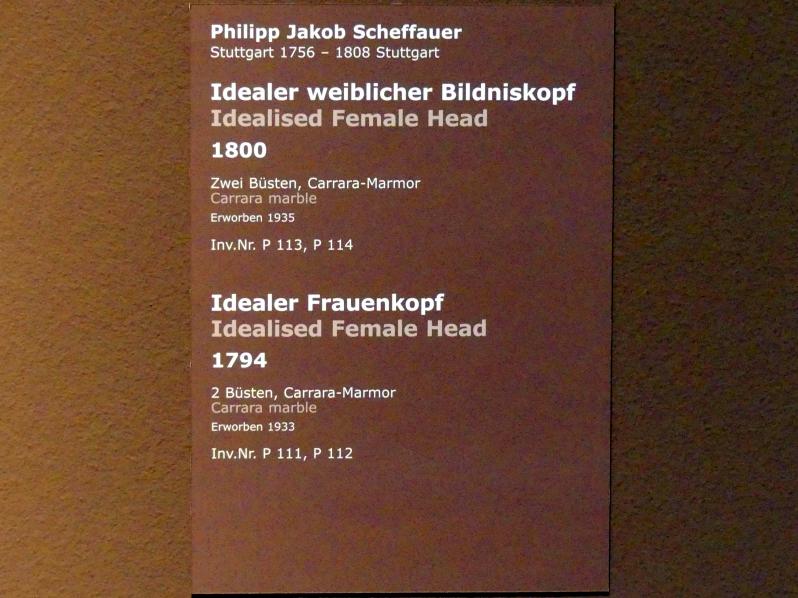 Philipp Jakob Scheffauer
Stuttgart 1756 – 1808 Stuttgart
Idealer weiblicher Bildniskopf
Idealised Female Head
1800
Zwei Büsten, Carrara-Marmor
Carrara marble
Erworben 1935
Inv.Nr. P 113, P 114
Idealer Frauenkopf
Idealised Female Head
1794
2 Büsten, Carrara-Marmor
Carrara marble
Erworben 1933
Inv.Nr. P 111, P 112